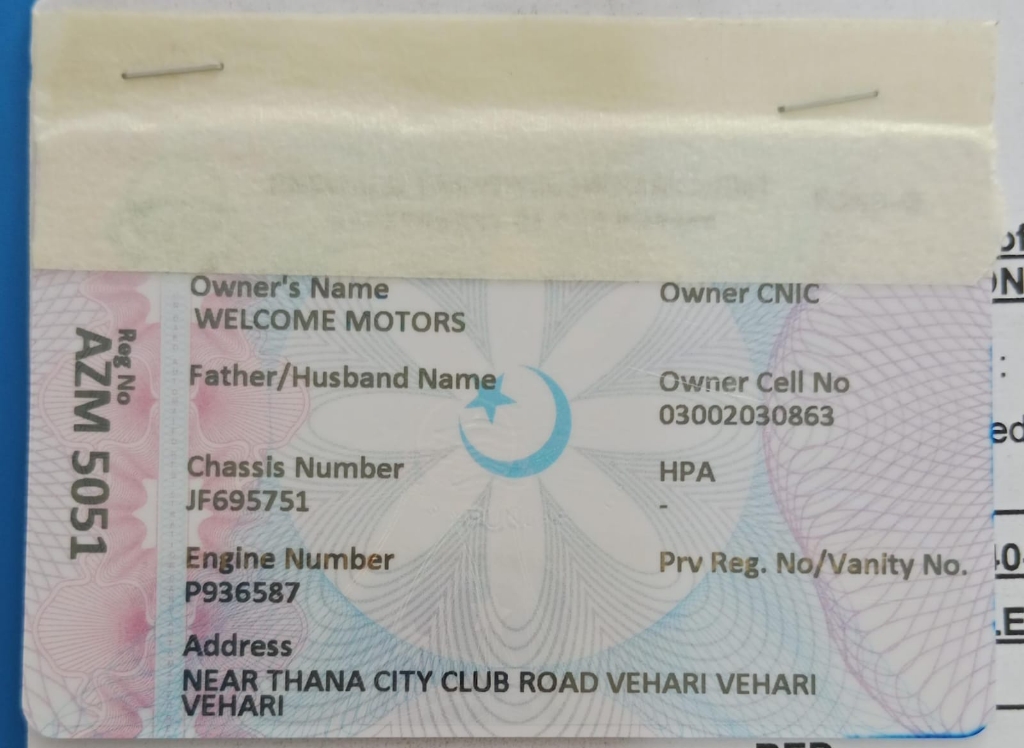 Owner's Name
WELCOME MOTORS
Owner CNIC
Father/Husband Name
Owner Cell No
03002030863
Chassis Number
JF695751
HPA
-
Engine Number
P936587
Prv Reg. No/Vanity No.
Address
NEAR THANA CITY CLUB ROAD VEHARI VEHARI
VEHARI
Reg No
AZM 5051